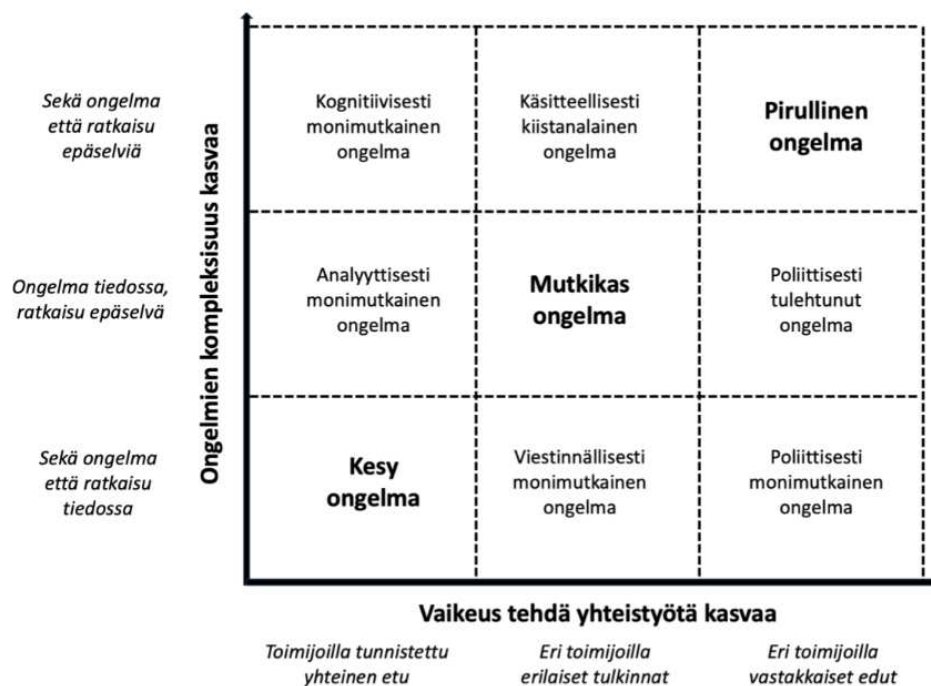 Sekä ongelma
että ratkaisu
epäselviä
Kognitiivisesti
monimutkainen
ongelma
Käsitteellisesti
kiistanalainen
ongelma
Pirullinen
ongelma
Ongelmien kompleksisuus kasvaa
Ongelma tiedossa,
ratkaisu epäselvä
Analyyttisesti
monimutkainen
ongelma
Mutkikas
ongelma
Poliittisesti
tulehtunut
ongelma
Sekä ongelma
että ratkaisu
tiedossa
Kesy
ongelma
Viestinnällisesti
monimutkainen
ongelma
Poliittisesti
monimutkainen
ongelma
Vaikeus tehdä yhteistyötä kasvaa
Toimijoilla tunnistettu
yhteinen etu
Eri toimijoilla
erilaiset tulkinnat
Eri toimijoilla
vastakkaiset edut